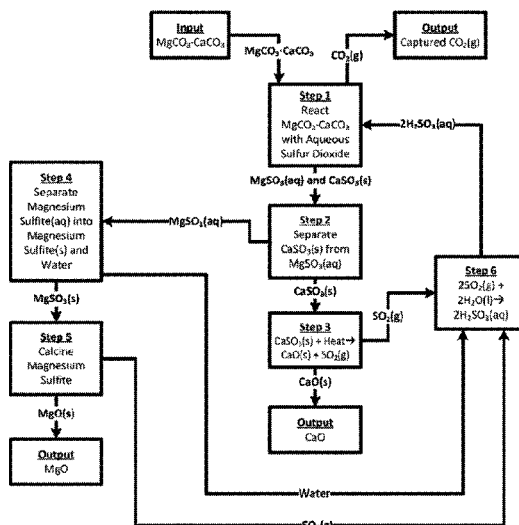 Input
MgCO₃·CaCO₃
MgCO₃·CaCO₃
Output
Captured CO₂(g)
CO₂(g)
Step 1
React
MgCO₃·CaCO₃
with Aqueous
Sulfur Dioxide
2H₂SO₃(aq)
MgSO₃(aq) and CaSO₃(s)
Step 4
Separate
Magnesium
Sulfite(aq) into
Magnesium
Sulfite(s) and
Water
MgSO₃(aq)
Step 2
Separate
CaSO₃(s) from
MgSO₃(aq)
Step 6
2SO₂(g) +
2H₂O(l)→
2H₂SO₃(aq)
MgSO₃(s)
CaSO₃(s)
SO₂(g)
Step 5
Calcine
Magnesium
Sulfite
Step 3
CaSO₃(s) + Heat→
CaO(s) + SO₂(g)
MgO(s)
CaO(s)
Output
MgO
Output
CaO
Water
SO₂(g)